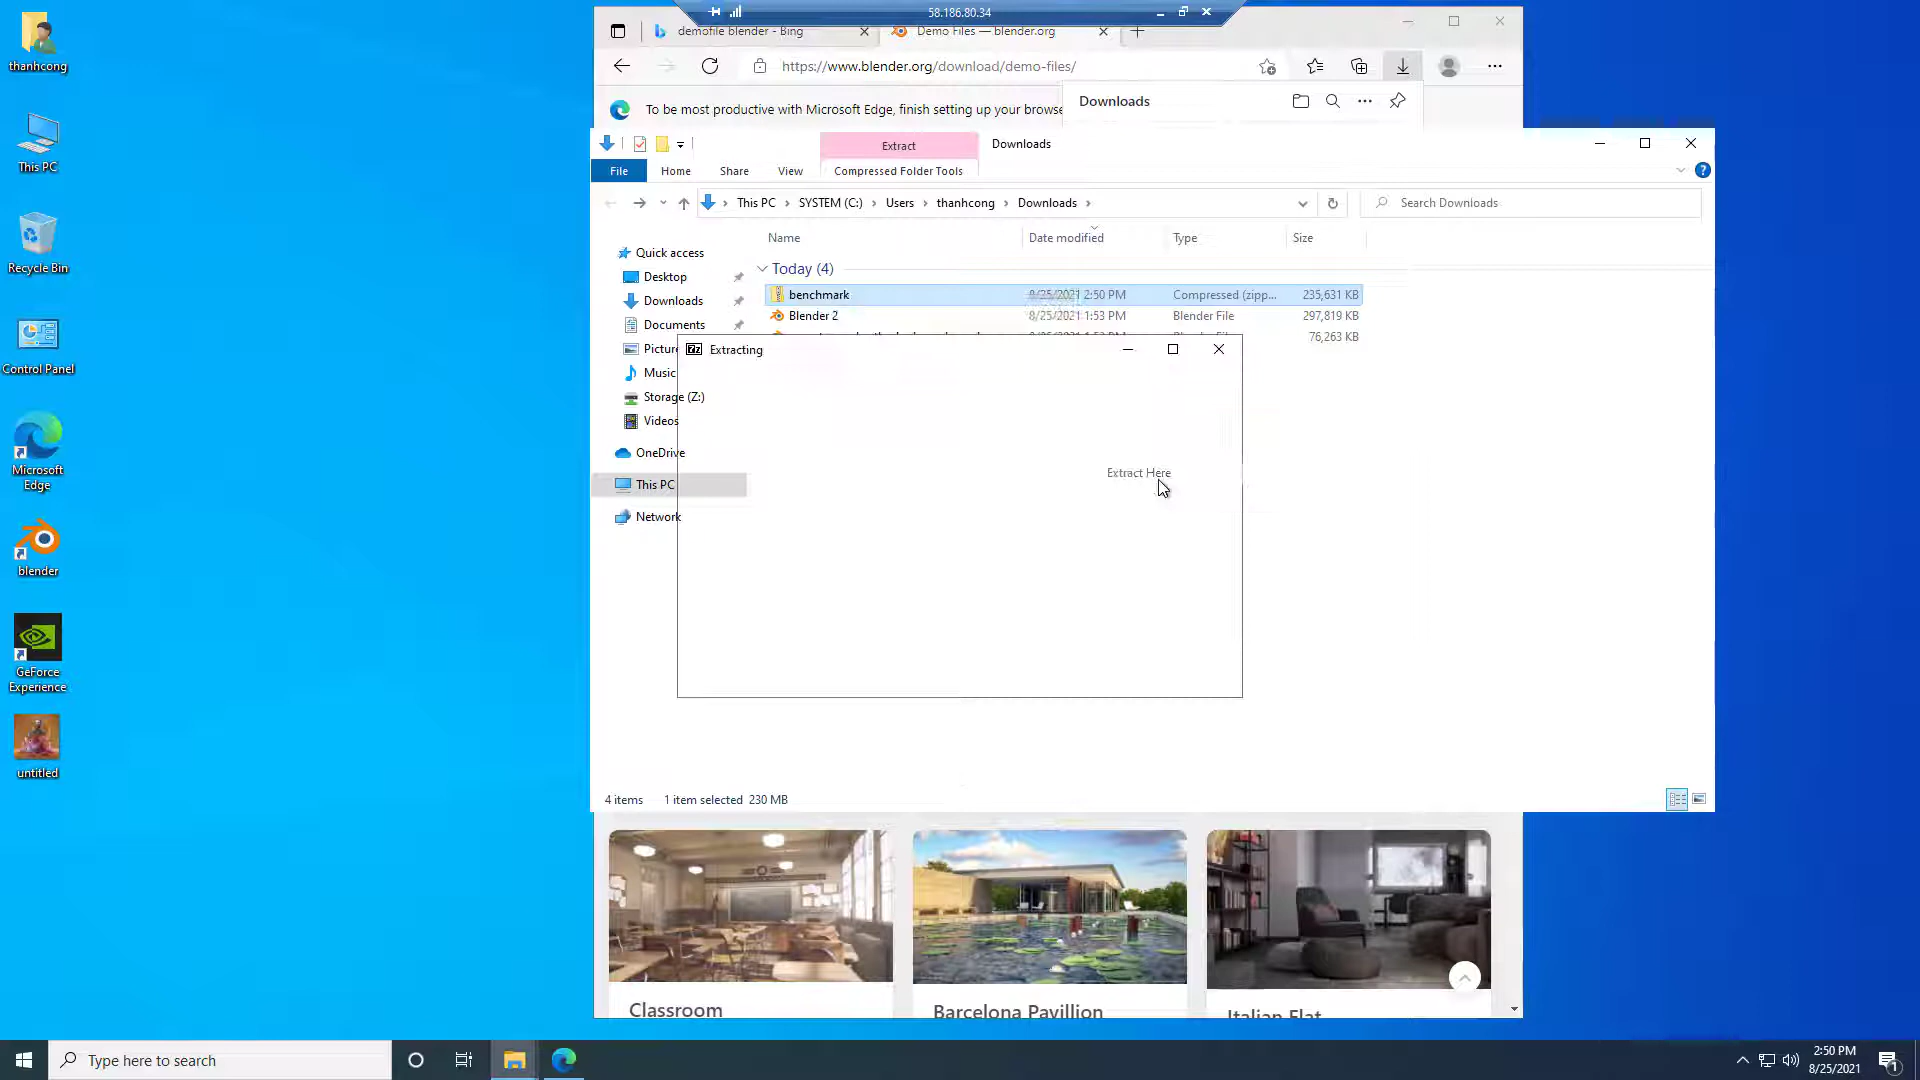 58.186.80.34
demofile blender - Bing
Demo Files — blender.org
https://www.blender.org/download/demo-files/
To be most productive with Microsoft Edge, finish setting up your browse
Downloads
Extract
Downloads
File
Home
Share
View
Compressed Folder Tools
This PC
SYSTEM (C:)
Users
thanhcong
Downloads
Search Downloads
Name
Date modified
Type
Size
Today (4)
benchmark
8/25/2021 2:50 PM
Compressed (zipp...
235,631 KB
Blender 2
8/25/2021 1:53 PM
Blender File
297,819 KB
76,263 KB
Quick access
Desktop
Downloads
Documents
Picture
Music
Storage (Z:)
Videos
OneDrive
This PC
Network
7z
Extracting
Extract Here
4 items
1 item selected 230 MB
Classroom
Barcelona Pavillion
Italian Flat
thanhcong
This PC
Recycle Bin
Control Panel
Microsoft
Edge
blender
GeForce
Experience
untitled
Type here to search
2:50 PM
8/25/2021
1